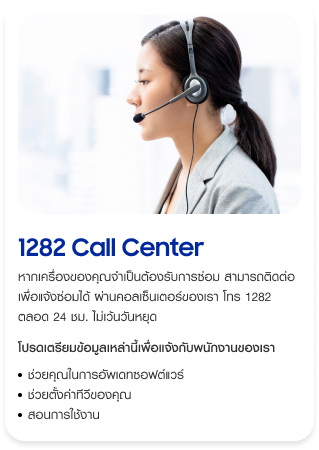 1282 Call Center
หากเครื่องของคุณจำเป็นต้องรับการซ่อม สามารถติดต่อ
เพื่อแจ้งซ่อมได้ ผ่านคอลเซ็นเตอร์ของเรา โทร 1282
ตลอด 24 ชม. ไม่เว้นวันหยุด
โปรดเตรียมข้อมูลเหล่านี้เพื่อแจ้งกับพนักงานของเรา
• ช่วยคุณในการอัพเดทซอฟต์แวร์
• ช่วยตั้งค่าทีวีของคุณ
• สอนการใช้งาน